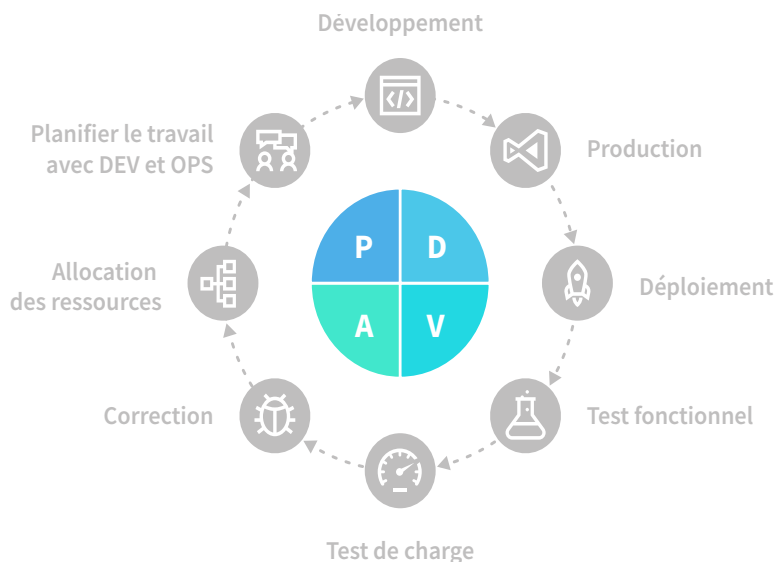 Développement
Planifier le travail
avec DEV et OPS
Production
P
D
Allocation
des ressources
Déploiement
A
V
Correction
Test fonctionnel
Test de charge